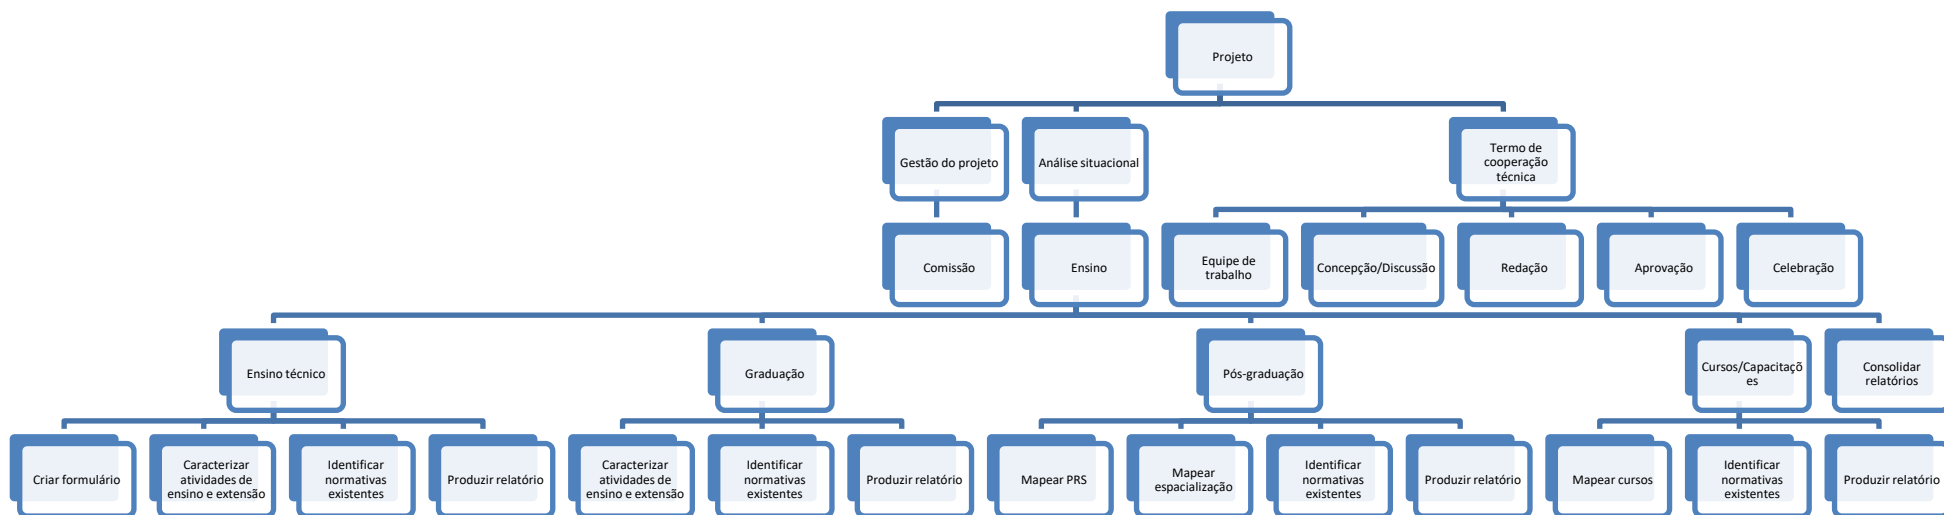 Projeto
Gestão do projeto
Análise situacional
Termo de
cooperação
técnica
Comissão
Ensino
Equipe de
trabalho
Concepção/Discussão
Redação
Aprovação
Celebração
Ensino técnico
Graduação
Pós-graduação
Cursos/Capacitaçõ
es
Consolidar
relatórios
Criar formulário
Caracterizar
atividades de
ensino e extensão
Identificar
normativas
existentes
Produzir relatório
Caracterizar
atividades de
ensino e extensão
Identificar
normativas
existentes
Produzir relatório
Mapear PRS
Mapear
espacialização
Identificar
normativas
existentes
Produzir relatório
Mapear cursos
Identificar
normativas
existentes
Produzir relatório